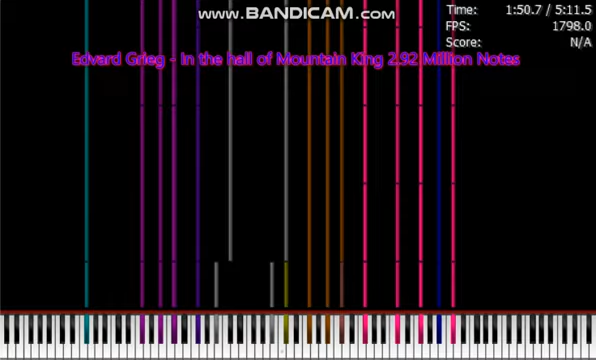 www.BANDICAM.com
Time: 1:50.7 / 5:11.5
FPS: 1798.0
Score: N/A
Edvard Grieg - In the hall of Mountain King 2.92 Million Notes